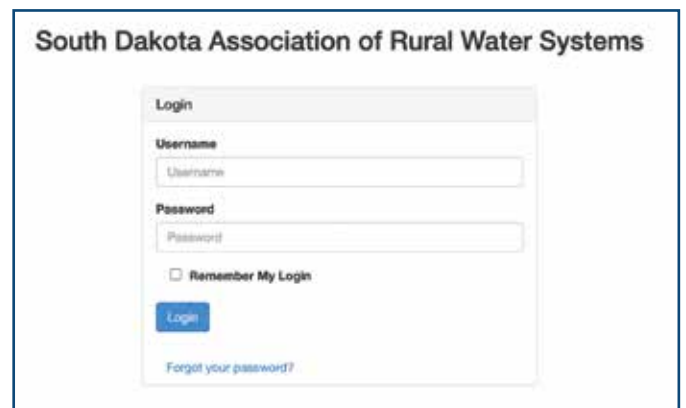 South Dakota Association of Rural Water Systems
Login
Username
Username
Password
Password
Remember My Login
Login
Forgot your password?